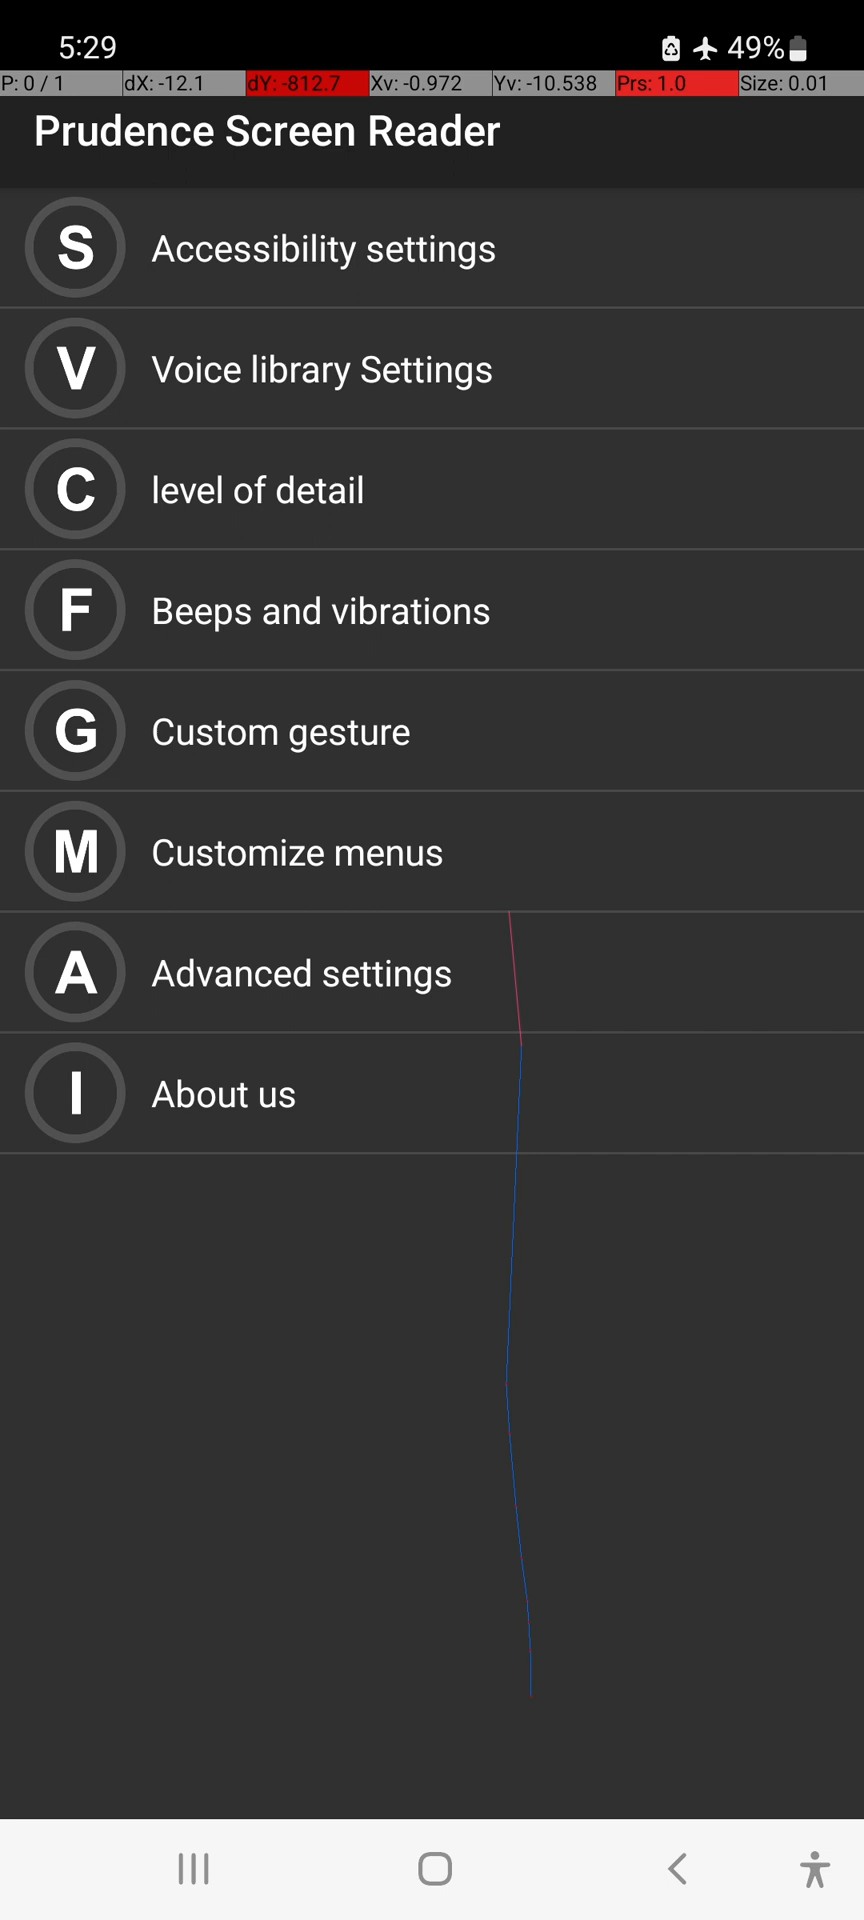 5:29
49%
P: 0 / 1 dX: -12.1 dY: -812.7 Xv: -0.972 Yv: -10.538 Prs: 1.0 Size: 0.01
Prudence Screen Reader
S Accessibility settings
V Voice library Settings
C level of detail
F Beeps and vibrations
G Custom gesture
M Customize menus
A Advanced settings
I About us